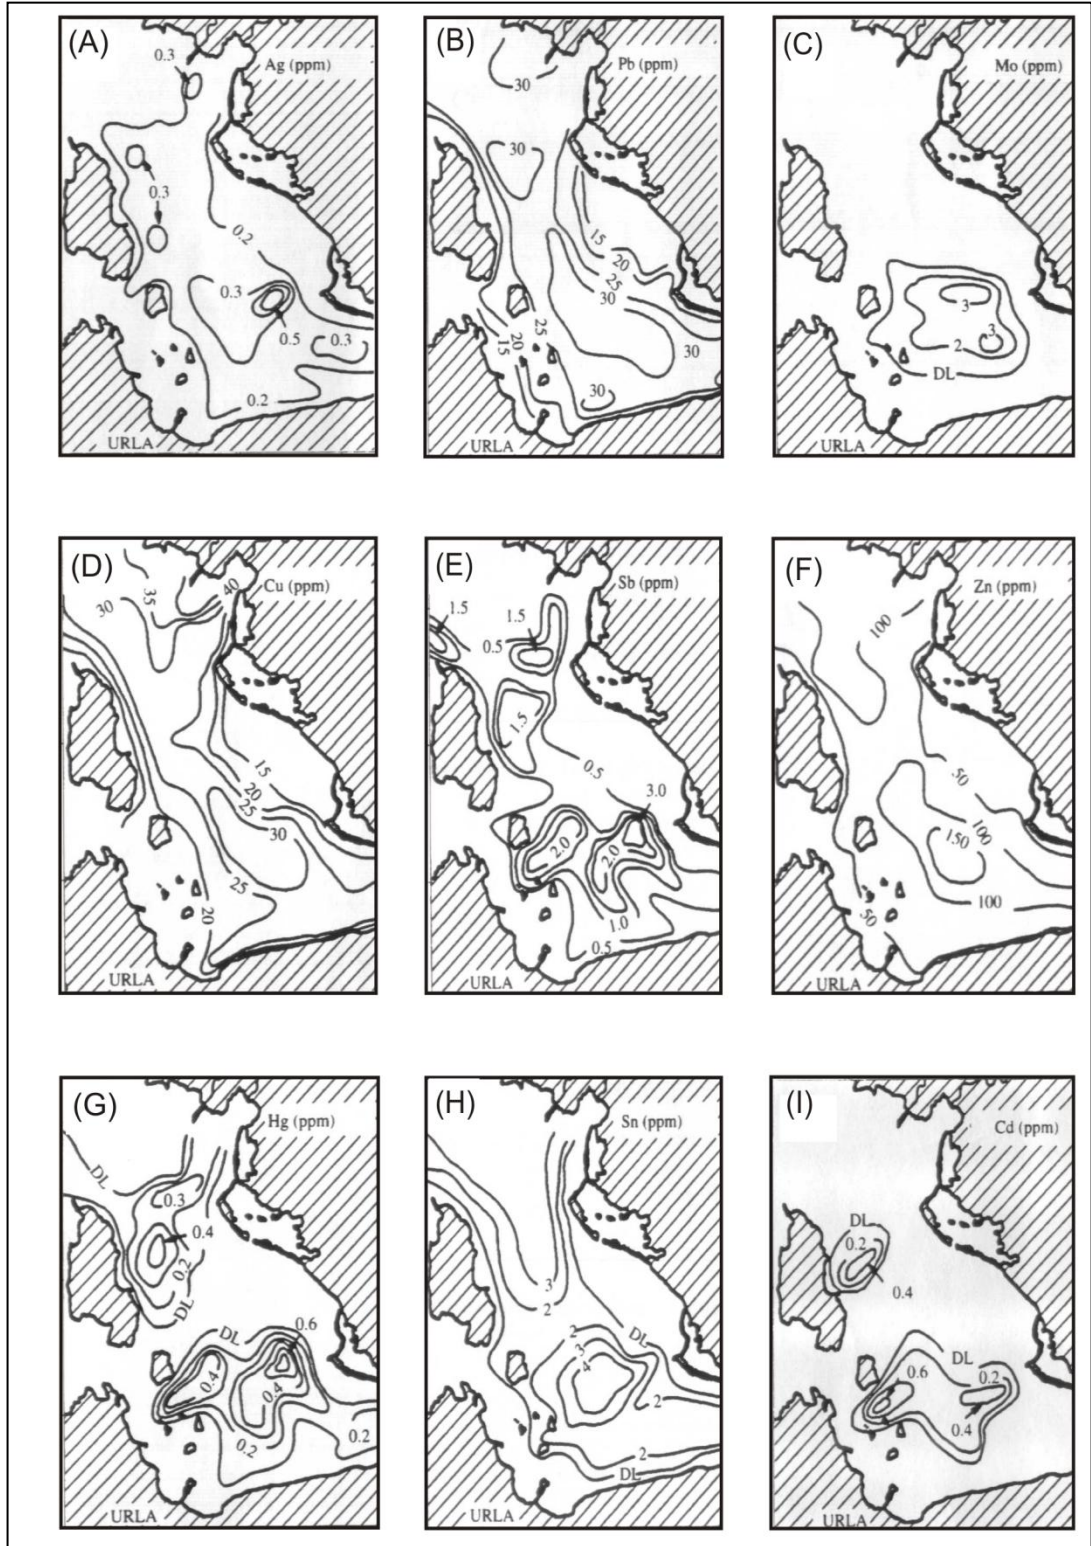 (A)
0.3
Ag (ppm)
0.3
0.2
0.3
0.5
0.3
0.2
URLA
(B)
Pb (ppm)
30
30
15
20
25
30
25
20
15
30
30
URLA
(C)
Mo (ppm)
3
3
2
DL
URLA
(D)
Cu (ppm)
40
35
30
15
20
25
30
25
20
URLA
(E)
Sb (ppm)
1.5
1.5
0.5
1.5
0.5
3.0
2.0
2.0
1.0
0.5
URLA
(F)
Zn (ppm)
100
50
100
150
100
50
URLA
(G)
Hg (ppm)
DL
0.3
0.4
0.2
DL
DL
0.6
0.4
0.4
0.2
0.2
URLA
(H)
Sn (ppm)
3
2
DL
2
3
4
2
2
DL
URLA
(I)
Cd (ppm)
DL
0.2
0.4
DL
0.6
0.2
0.4
URLA